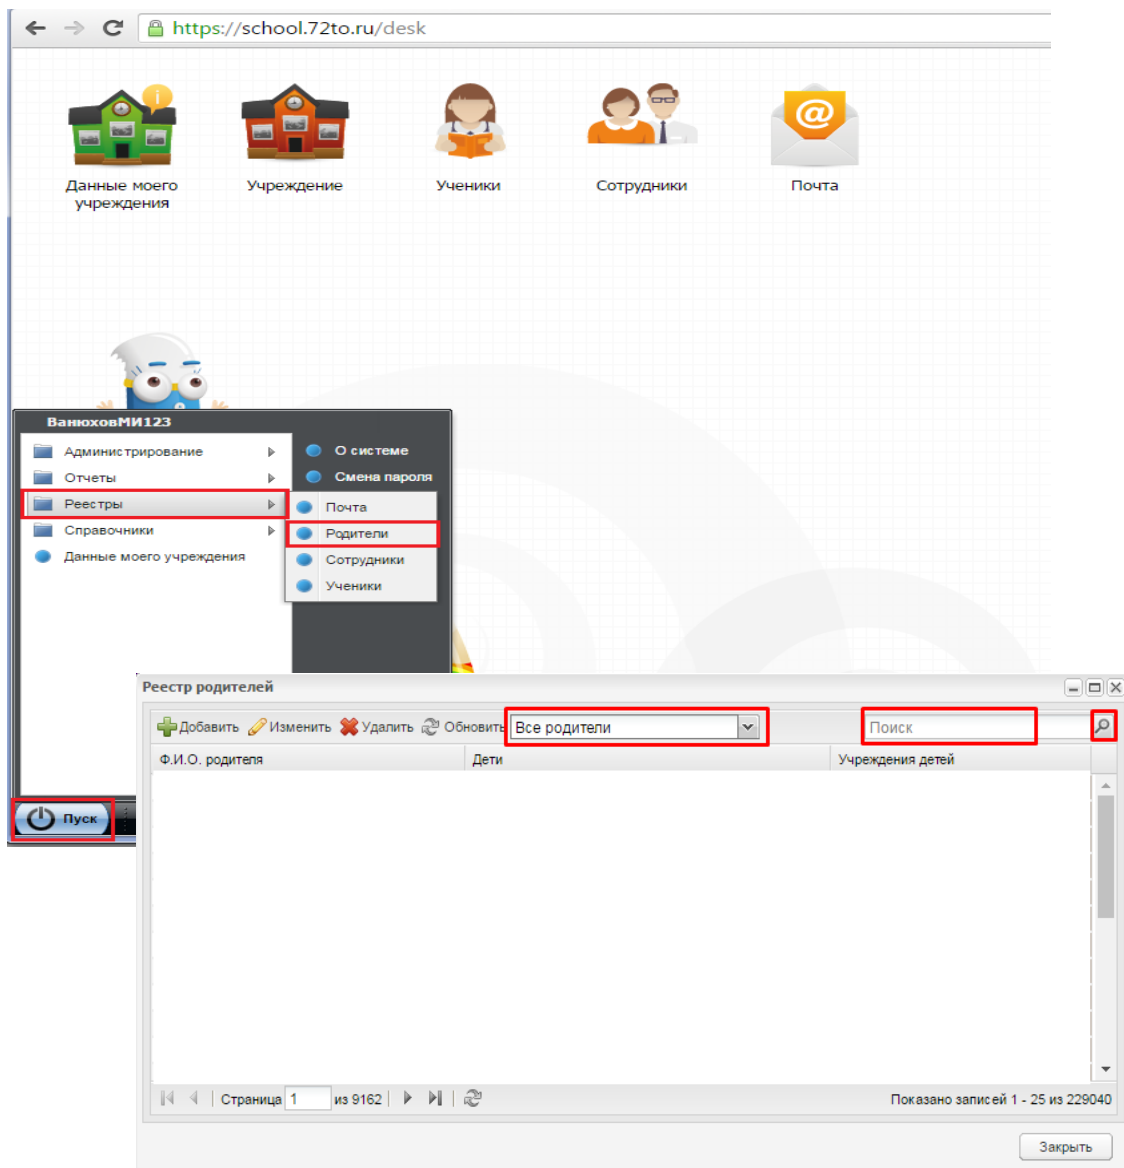 https://school.72to.ru/desk
Данные моего
учреждения
Учреждение
Ученики
Сотрудники
Почта
ВанюховМИ123
Администрирование
Отчеты
Реестры
Справочники
Данные моего учреждения
О системе
Смена пароля
Почта
Родители
Сотрудники
Ученики
Пуск
Реестр родителей
Добавить Изменить Удалить Обновить Все родители Поиск
Ф.И.О. родителя Дети Учреждения детей
Страница 1 из 9162 Показано записей 1 - 25 из 229040
Закрыть